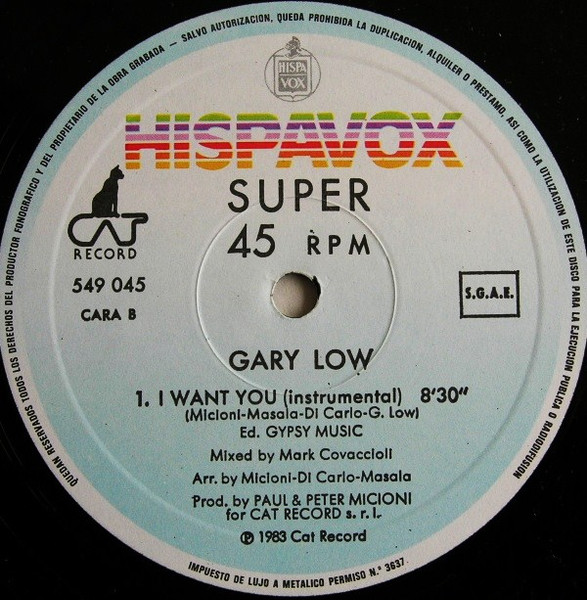 QUEDAN RESERVADOS TODOS LOS DERECHOS DEL PRODUCTOR FONOGRAFICO Y DEL PROPIETARIO DE LA OBRA GRABADA - SALVO AUTORIZACION, QUEDA PROHIBIDA LA DUPLICACION, ALQUILER O PRESTAMO, ASI COMO LA UTILIZACION DE ESTE DISCO PARA LA EJECUCION PUBLICA O RADIODIFUSION
HISPA
VOX
HISPAVOX
SUPER
45 RPM
CAT
RECORD
549 045
CARA B
S.G.A.E.
GARY LOW
1. I WANT YOU (instrumental) 8'30"
(Micioni-Masala-Di Carlo-G. Low)
Ed. GYPSY MUSIC
Mixed by Mark Covaccioli
Arr. by Micioni-Di Carlo-Masala
Prod. by PAUL & PETER MICIONI
for CAT RECORD s. r. l.
℗ 1983 Cat Record
IMPUESTO DE LUJO A METALICO PERMISO N.º 3637